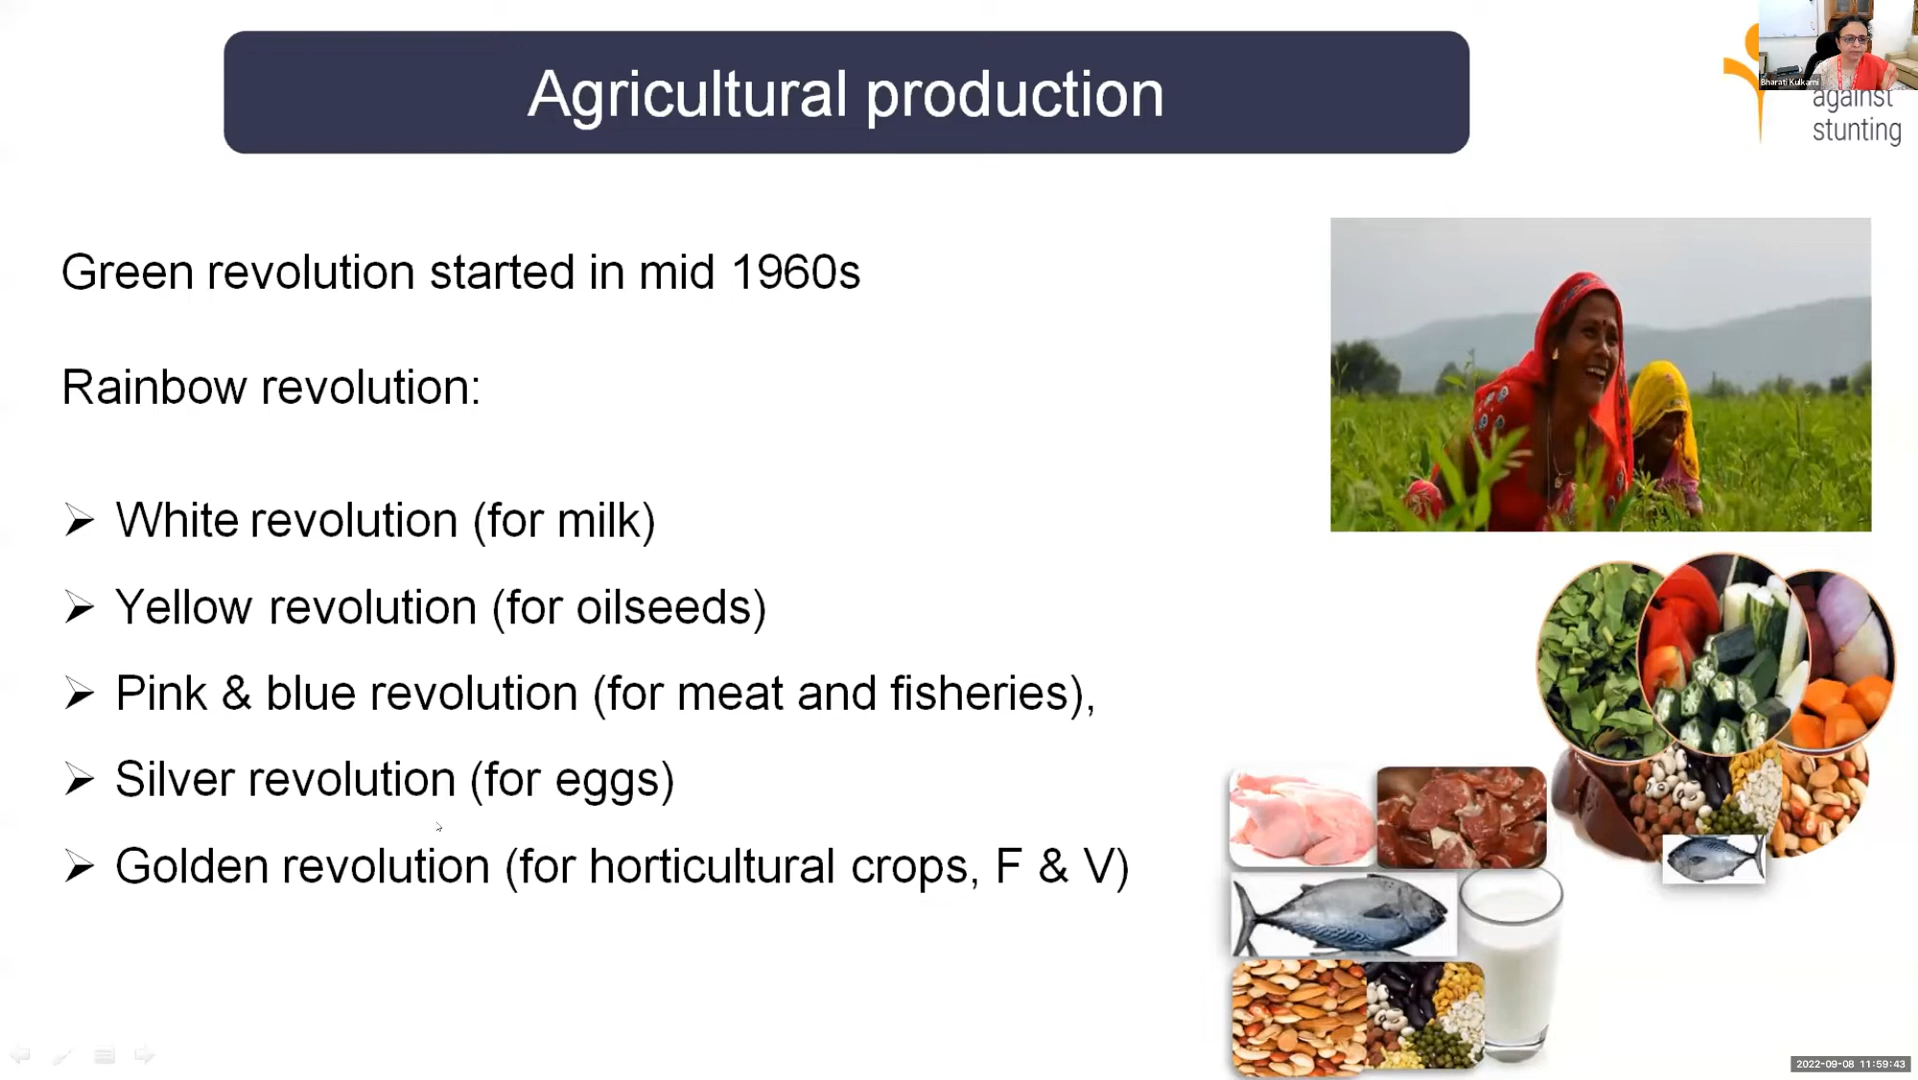 Agricultural production
Bharati Kulkarni
against
stunting
Green revolution started in mid 1960s
Rainbow revolution:
White revolution (for milk)
Yellow revolution (for oilseeds)
Pink & blue revolution (for meat and fisheries),
Silver revolution (for eggs)
Golden revolution (for horticultural crops, F & V)
2022-09-08 11:59:43